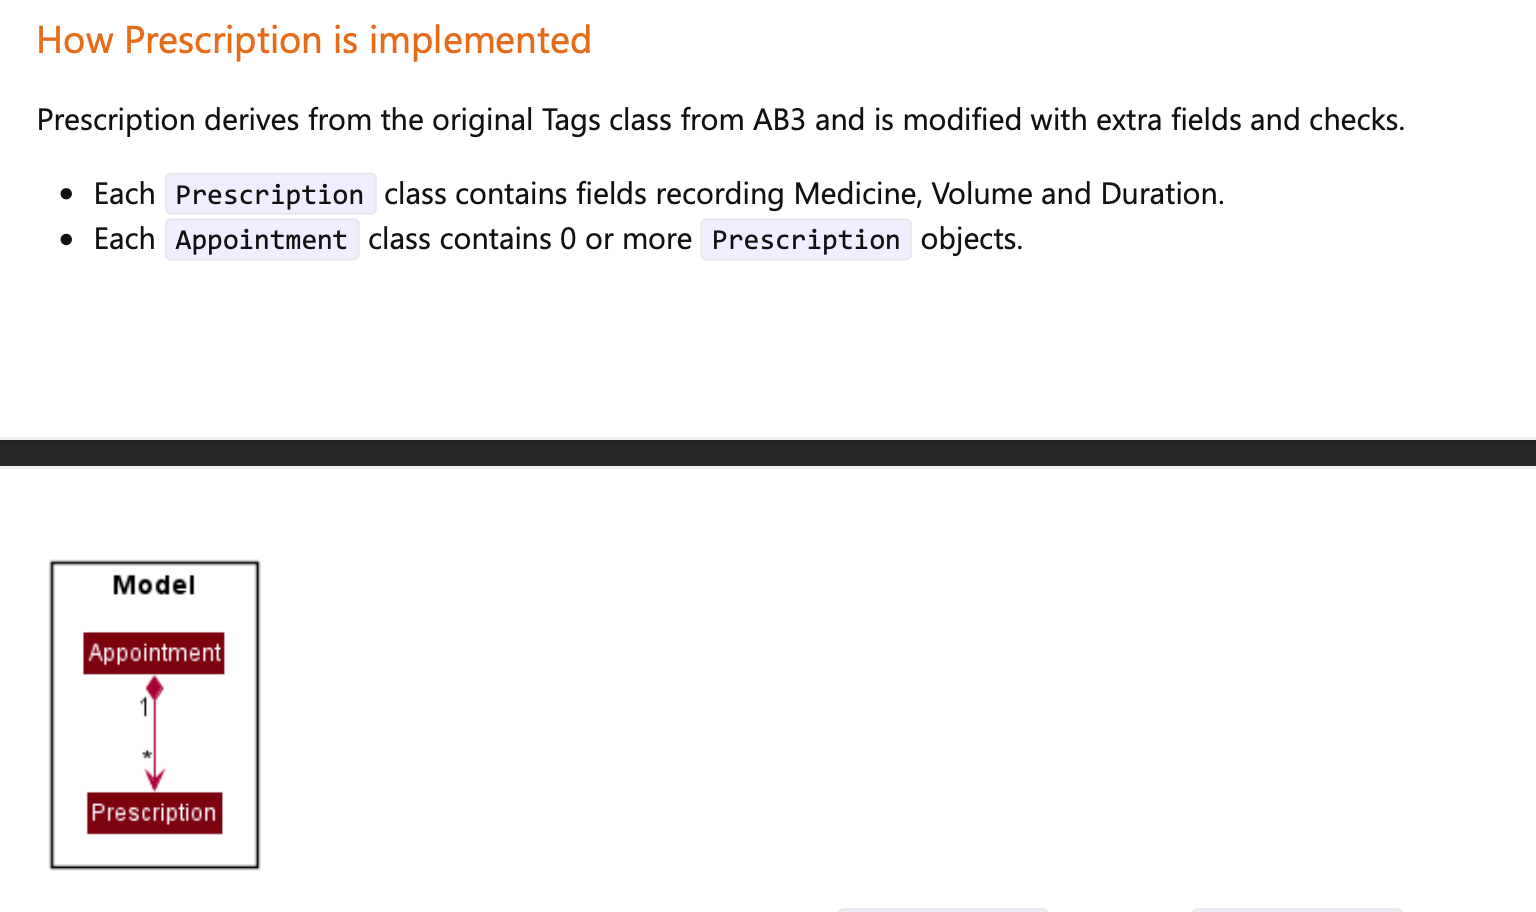 How Prescription is implemented
Prescription derives from the original Tags class from AB3 and is modified with extra fields and checks.
• Each Prescription class contains fields recording Medicine, Volume and Duration.
• Each Appointment class contains 0 or more Prescription objects.
Model
Appointment
1
*
Prescription